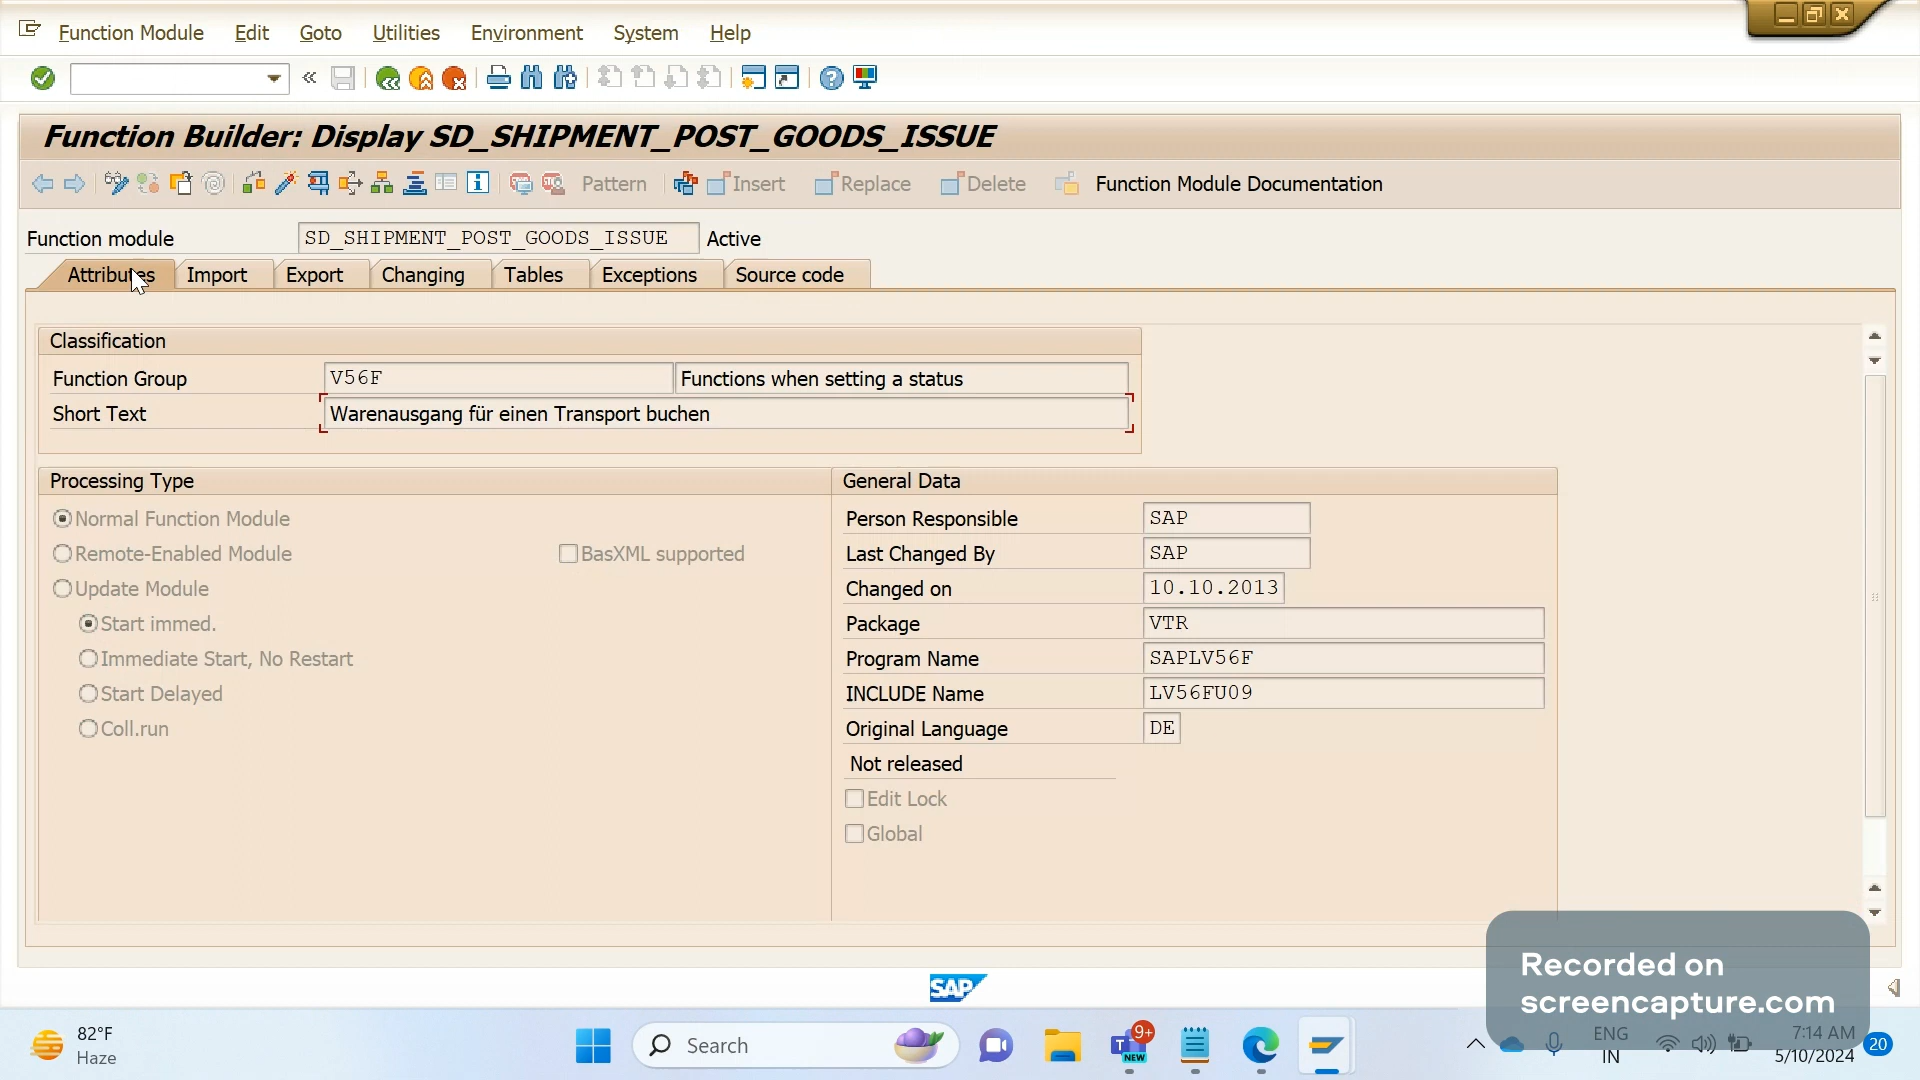 Function Module Edit Goto Utilities Environment System Help
Function Builder: Display SD_SHIPMENT_POST_GOODS_ISSUE
Pattern Insert Replace Delete Function Module Documentation
Function module SD_SHIPMENT_POST_GOODS_ISSUE Active
Attributes Import Export Changing Tables Exceptions Source code
Classification
Function Group V56F Functions when setting a status
Short Text Warenausgang für einen Transport buchen
Processing Type
Normal Function Module
Remote-Enabled Module BasXML supported
Update Module
Start immed.
Immediate Start, No Restart
Start Delayed
Coll.run
General Data
Person Responsible SAP
Last Changed By SAP
Changed on 10.10.2013
Package VTR
Program Name SAPLV56F
INCLUDE Name LV56FU09
Original Language DE
Not released
Edit Lock
Global
SAP
Recorded on
screencapture.com
82°F
Haze
Search
9+
NEW
ENG
IN
7:14 AM
5/10/2024
20